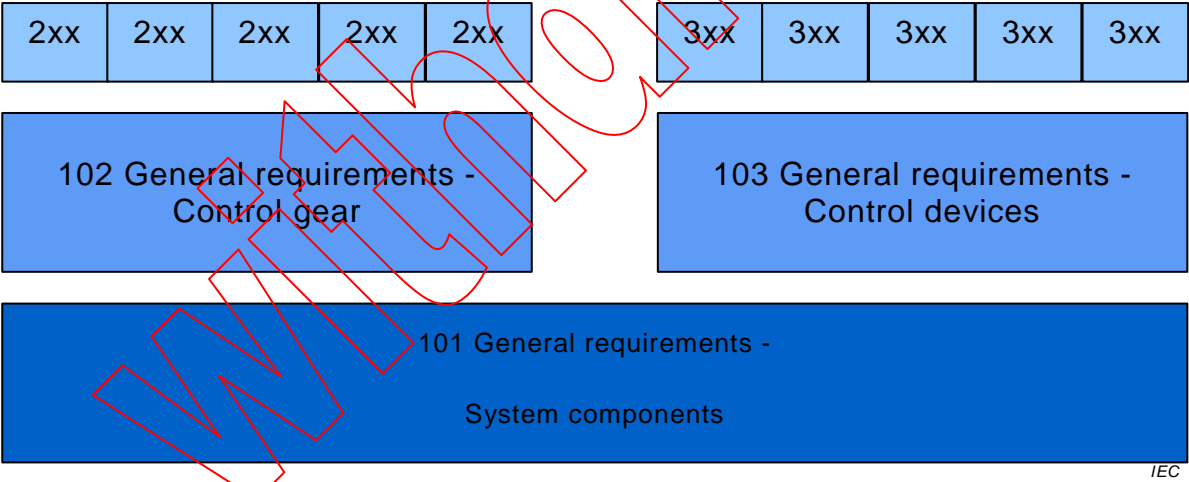 2xx 2xx 2xx 2xx 2xx 3xx 3xx 3xx 3xx 3xx
102 General requirements -
Control gear
103 General requirements -
Control devices
101 General requirements -
System components
IEC